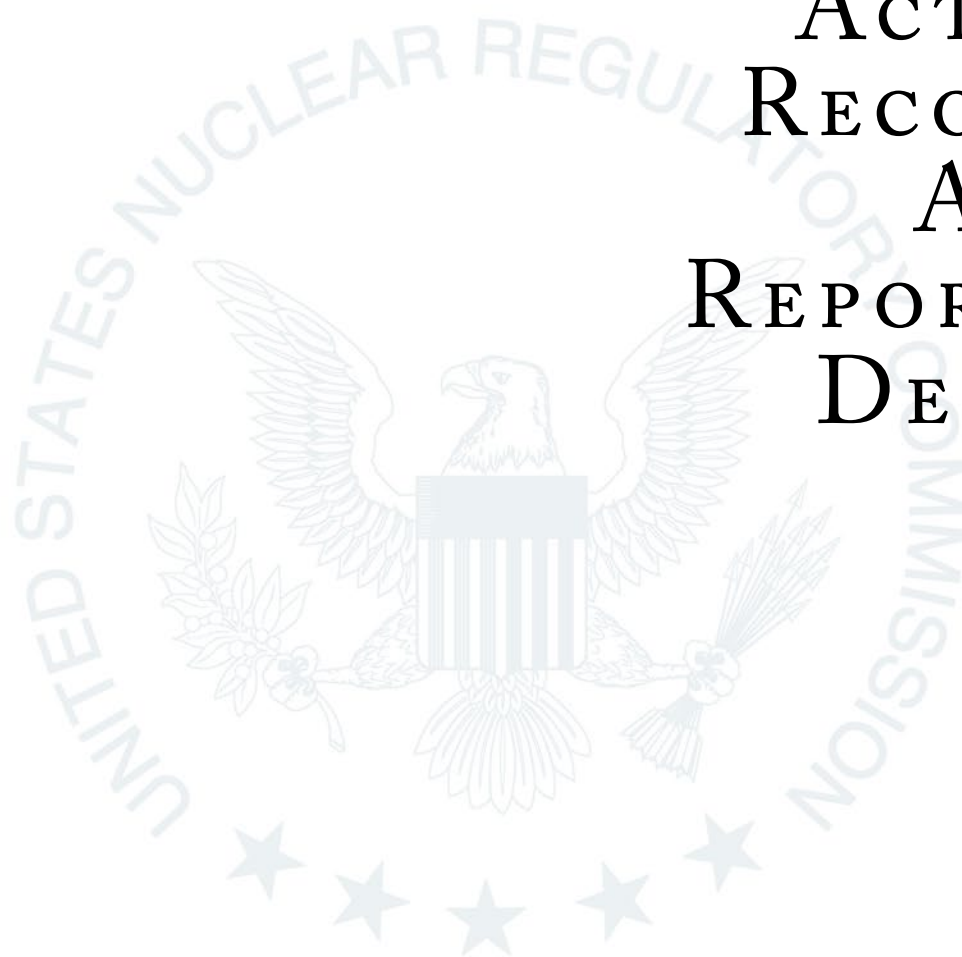 ACT
RECO
A
REPOR
DE
UNITED STATES NUCLEAR REGULATORY COMMISSION